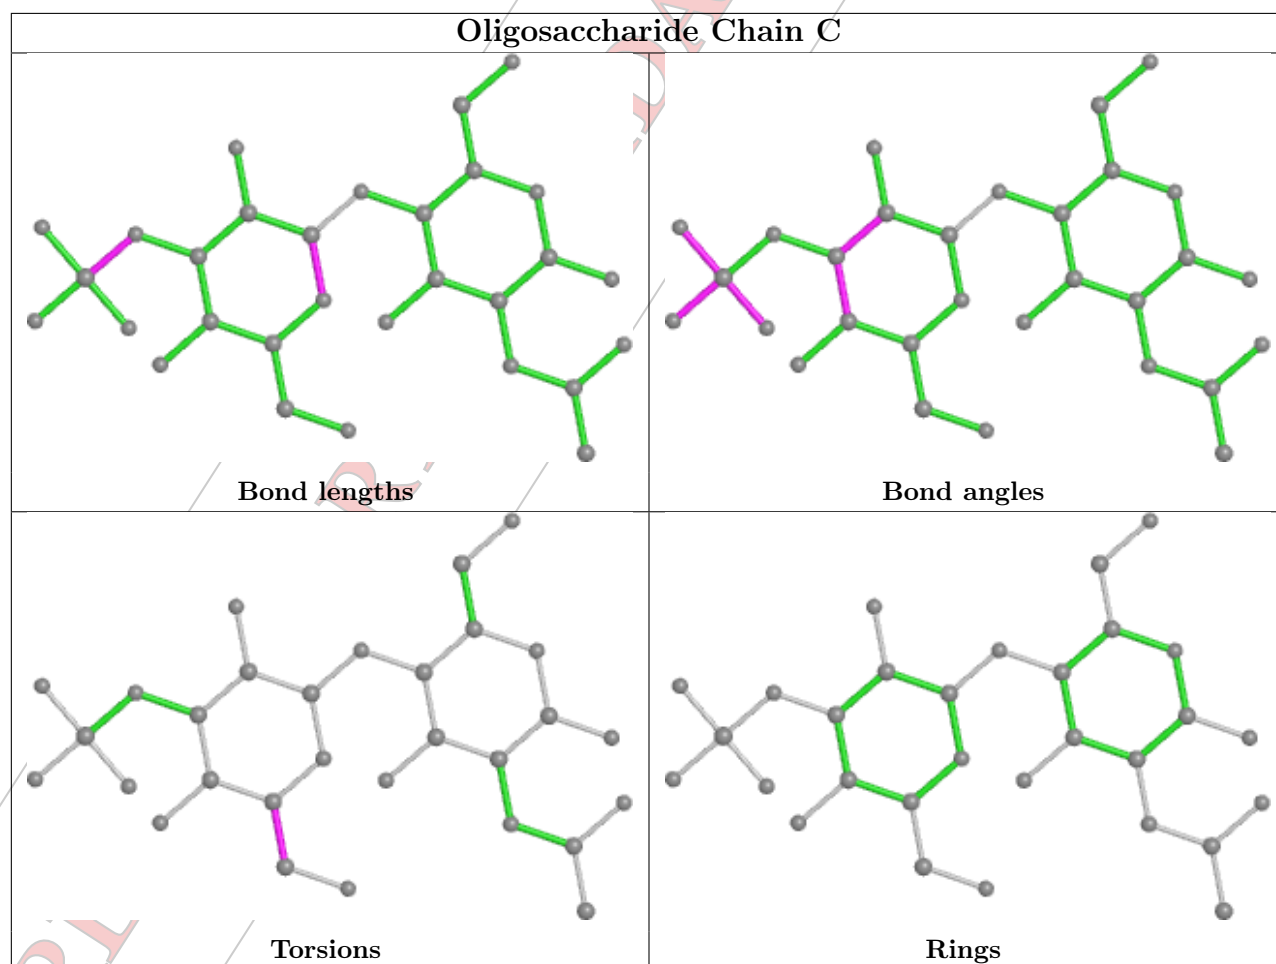 Oligosaccharide Chain C
Bond lengths
Bond angles
Torsions
Rings